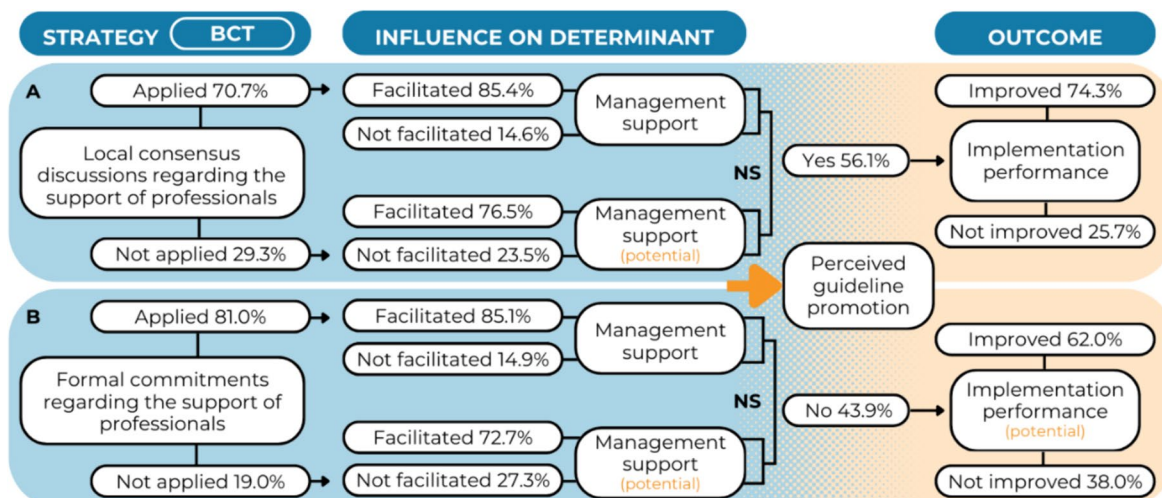 STRATEGY BCT
INFLUENCE ON DETERMINANT
OUTCOME
A
Applied 70.7%
Local consensus
discussions regarding the
support of professionals
Not applied 29.3%
Facilitated 85.4%
Not facilitated 14.6%
Management
support
Facilitated 76.5%
Not facilitated 23.5%
Management
support
(potential)
NS
B
Applied 81.0%
Formal commitments
regarding the support of
professionals
Not applied 19.0%
Facilitated 85.1%
Not facilitated 14.9%
Management
support
Facilitated 72.7%
Not facilitated 27.3%
Management
support
(potential)
NS
Yes 56.1%
Perceived
guideline
promotion
No 43.9%
Improved 74.3%
Implementation
performance
Not improved 25.7%
Improved 62.0%
Implementation
performance
(potential)
Not improved 38.0%